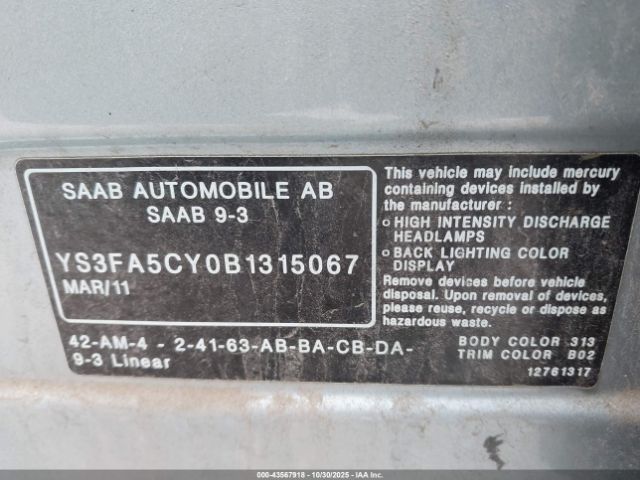 SAAB AUTOMOBILE AB
SAAB 9-3
YS3FA5CY0B1315067
MAR/11
42-AM-4 - 2-41-63-AB-BA-CB-DA-
9-3 Linear
This vehicle may include mercury
containing devices installed by
the manufacturer :
o HIGH INTENSITY DISCHARGE
HEADLAMPS
o BACK LIGHTING COLOR
DISPLAY
Remove devices before vehicle
disposal. Upon removal of devices,
please reuse, recycle or dispose as
hazardous waste.
BODY COLOR 313
TRIM COLOR B02
12761317
000-43567918 - 10/30/2025 - COPYRIGHT IAA, LLC.